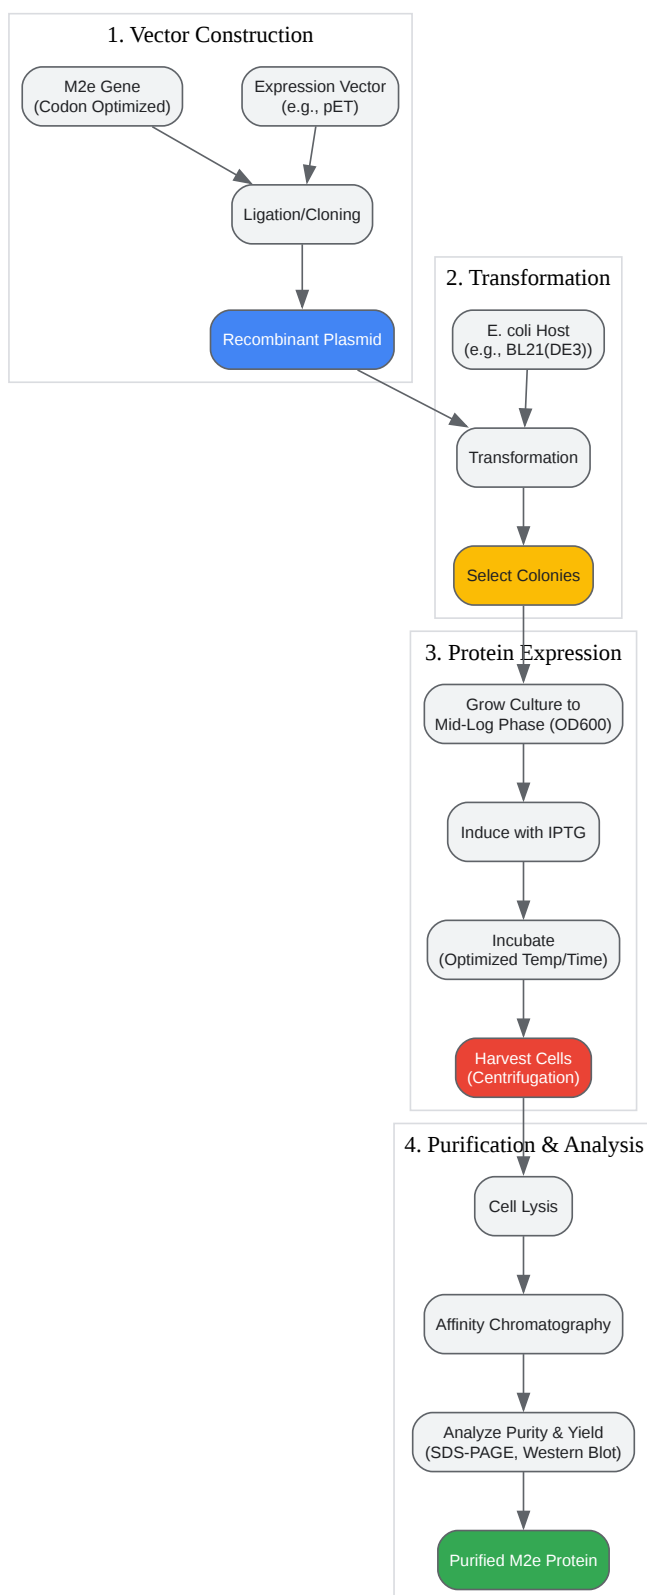 1. Vector Construction
M2e Gene
(Codon Optimized)
Expression Vector
(e.g., pET)
Ligation/Cloning
Recombinant Plasmid
2. Transformation
E. coli Host
(e.g., BL21(DE3))
Transformation
Select Colonies
3. Protein Expression
Grow Culture to
Mid-Log Phase (OD600)
Induce with IPTG
Incubate
(Optimized Temp/Time)
Harvest Cells
(Centrifugation)
4. Purification & Analysis
Cell Lysis
Affinity Chromatography
Analyze Purity & Yield
(SDS-PAGE, Western Blot)
Purified M2e Protein